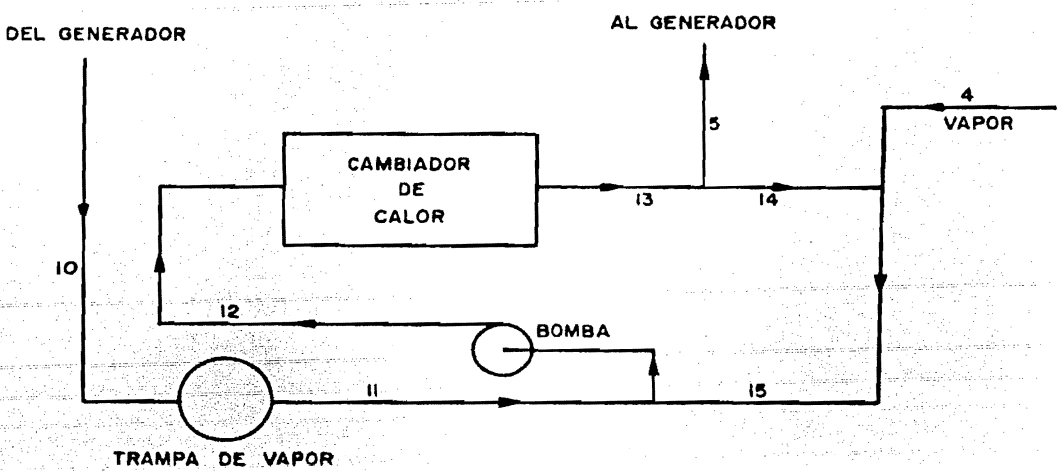 DEL GENERADOR
AL GENERADOR
4
VAPOR
5
CAMBIADOR
DE
CALOR
13
14
10
12
BOMBA
11
15
TRAMPA DE VAPOR